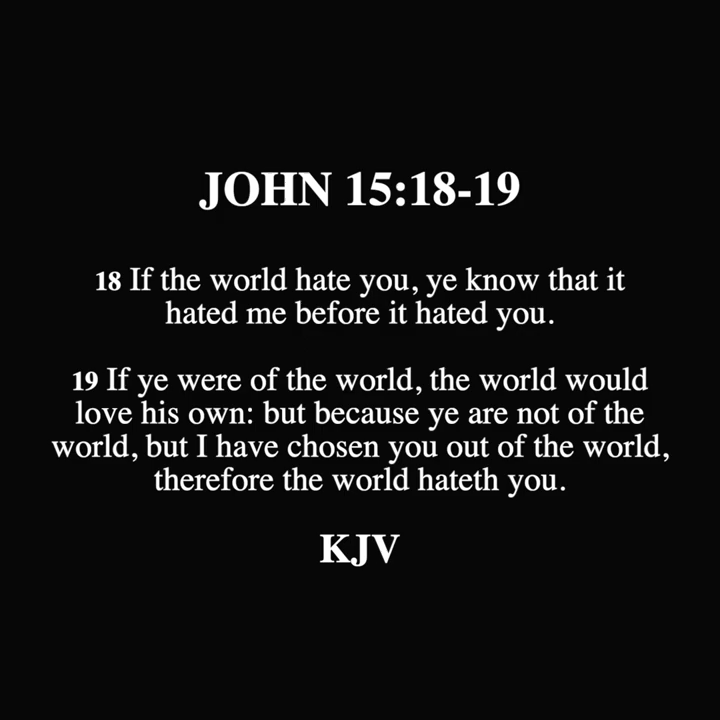 JOHN 15:18-19
18 If the world hate you, ye know that it
hated me before it hated you.
19 If ye were of the world, the world would
love his own: but because ye are not of the
world, but I have chosen you out of the world,
therefore the world hateth you.
KJV